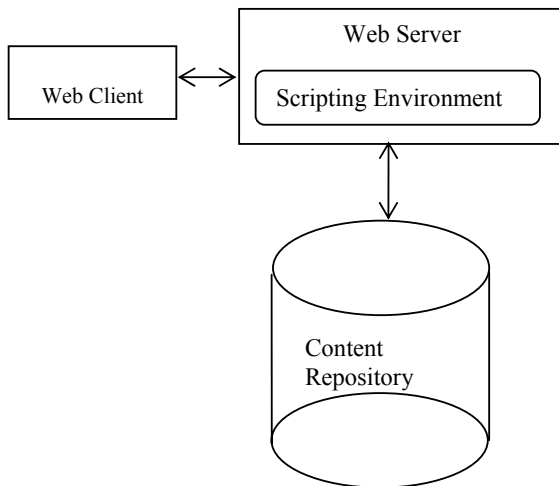 Web Server
Web Client
Scripting Environment
Content
Repository